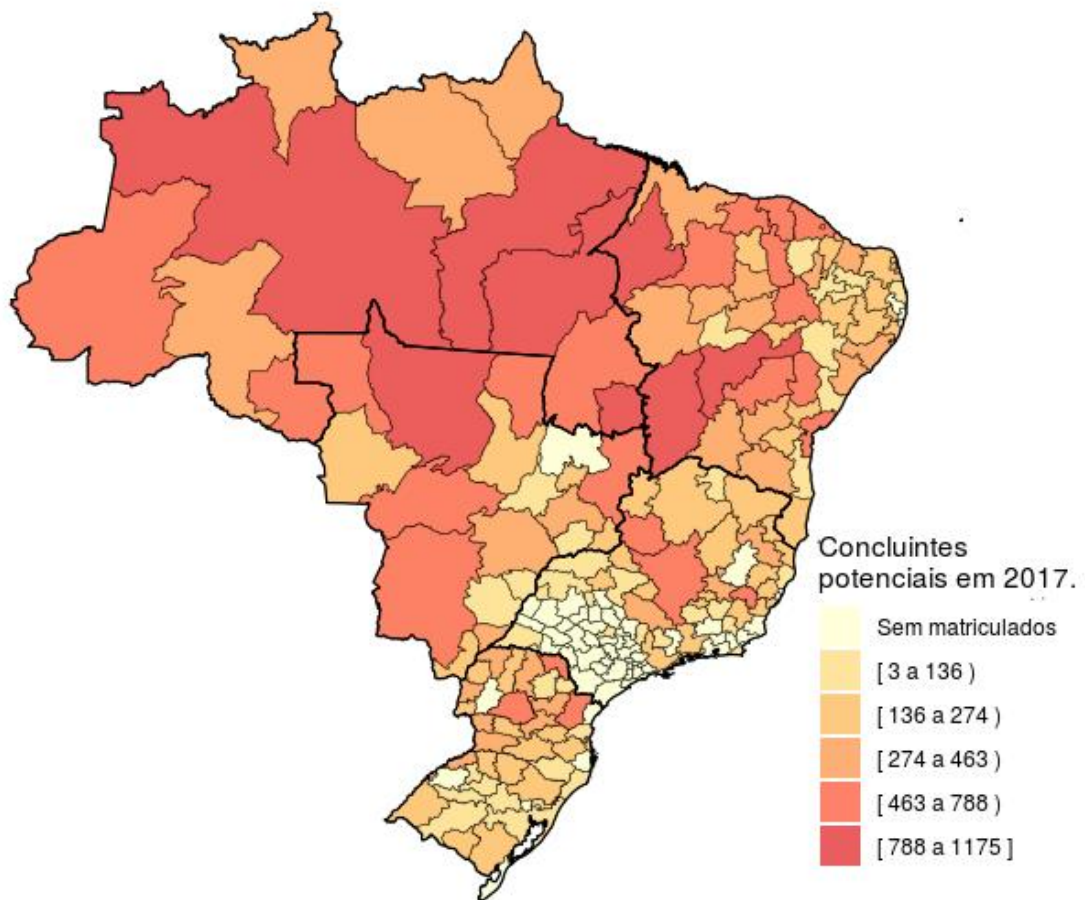 Concluintes
potenciais em 2017.
Sem matriculados
[ 3 a 136 )
[ 136 a 274 )
[ 274 a 463 )
[ 463 a 788 )
[ 788 a 1175 ]